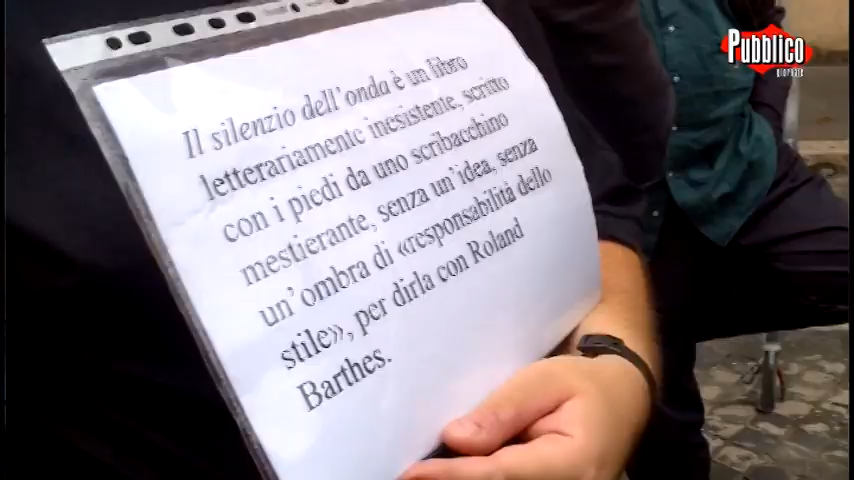 Pubblico
giornale
Il silenzio dell'onda è un libro
letterariamente inesistente, scritto
con i piedi da uno scribacchino
mestierante, senza un'idea, senza
un'ombra di «responsabilità dello
stile», per dirla con Roland
Barthes.